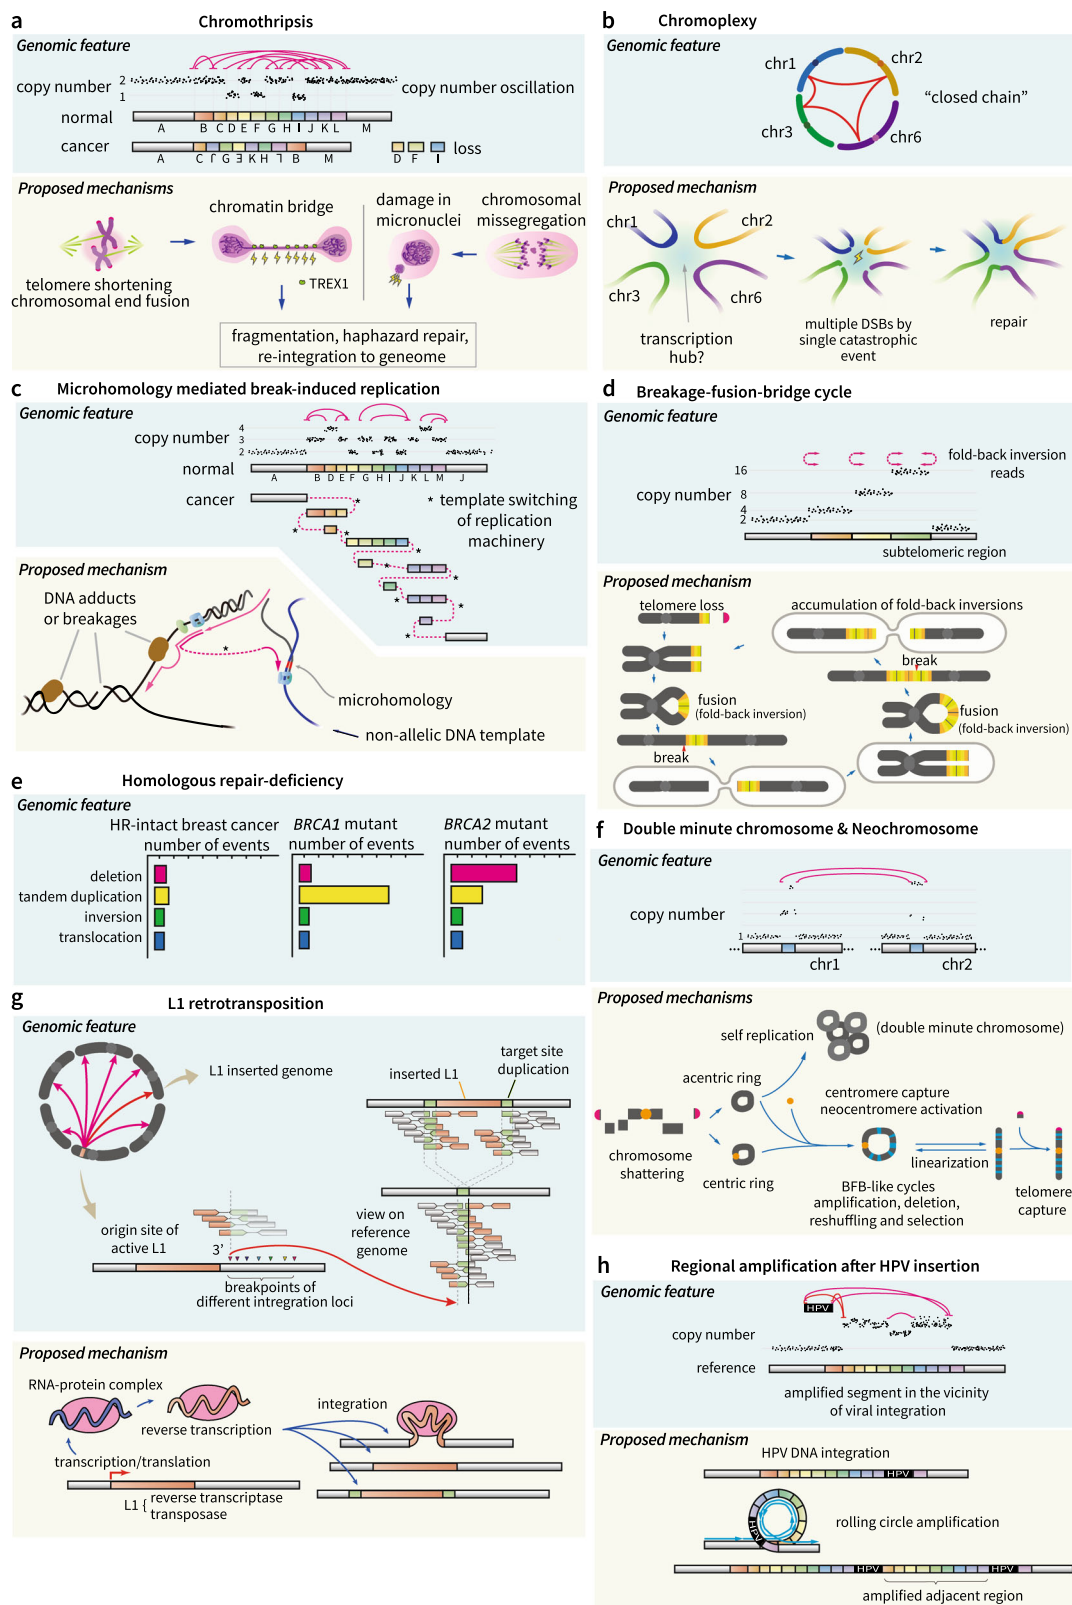 a
Chromothripsis
Genomic feature
copy number
2
1
copy number oscillation
normal
A B C D E F G H I J K L M
cancer
A C J G E K H L B M
D F I
loss
Proposed mechanisms
telomere shortening
chromosomal end fusion
chromatin bridge
TREX1
damage in
micronuclei
chromosomal
missegregation
fragmentation, haphazard repair,
re-integration to geneome
b
Chromoplexy
Genomic feature
chr1
chr2
chr3
chr6
“closed chain”
Proposed mechanism
chr1
chr2
chr3
chr6
transcription
hub?
multiple DSBs by
single catastrophic
event
repair
c
Microhomology mediated break-induced replication
Genomic feature
copy number
4
3
2
normal
A B D E F G H I J K L M J
cancer
* template switching
of replication
machinery
* * * * * * * * *
Proposed mechanism
DNA adducts
or breakages
*
microhomology
non-allelic DNA template
d
Breakage-fusion-bridge cycle
Genomic feature
fold-back inversion
reads
copy number
16
8
4
2
subtelomeric region
Proposed mechanism
telomere loss
accumulation of fold-back inversions
fusion
(fold-back inversion)
break
break
fusion
(fold-back inversion)
e
Homologous repair-deficiency
Genomic feature
HR-intact breast cancer
number of events
BRCA1 mutant
number of events
BRCA2 mutant
number of events
deletion
tandem duplication
inversion
translocation
f
Double minute chromosome & Neochromosome
Genomic feature
copy number
1
... ... ... ...
chr1
chr2
Proposed mechanisms
self replication
(double minute chromosome)
acentric ring
centromere capture
neocentromere activation
chromosome
shattering
centric ring
linearization
BFB-like cycles
amplification, deletion,
reshuffling and selection
telomere
capture
g
L1 retrotransposition
Genomic feature
L1 inserted genome
inserted L1
target site
duplication
origin site of
active L1
3’
view on
reference
genome
breakpoints of
different intregration loci
Proposed mechanism
RNA-protein complex
reverse transcription
integration
transcription/translation
L1 {
reverse transcriptase
transposase
h
Regional amplification after HPV insertion
Genomic feature
HPV
copy number
reference
amplified segment in the vicinity
of viral integration
Proposed mechanism
HPV DNA integration
HPV
rolling circle amplification
HPV
HPV
HPV
amplified adjacent region